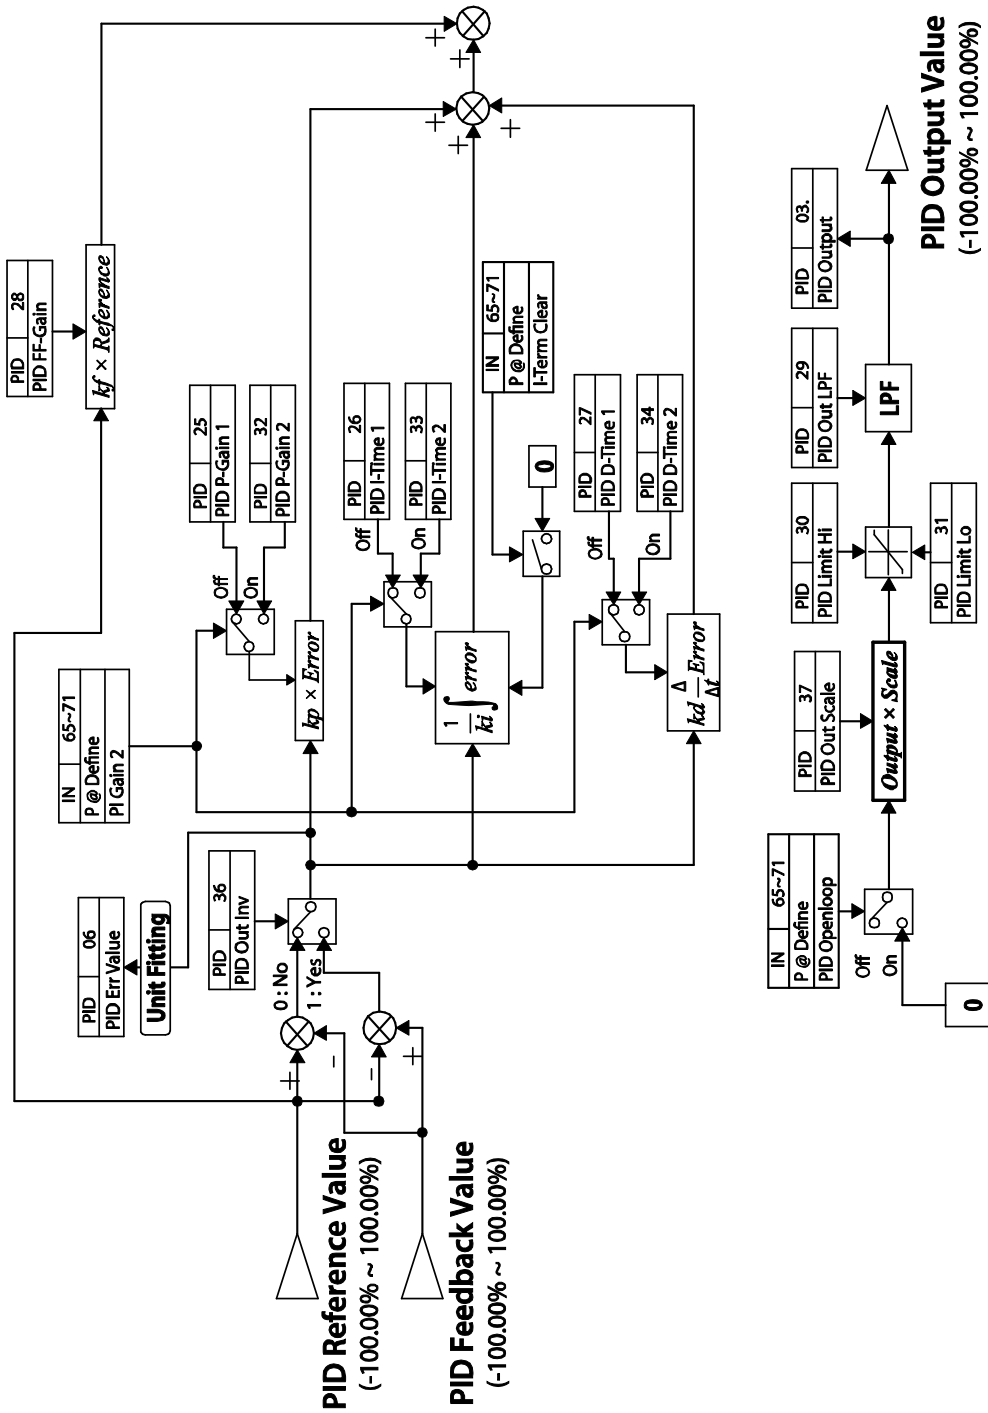 PID Reference Value
(-100.00% ~ 100.00%)
PID Feedback Value
(-100.00% ~ 100.00%)
+
-
-
+
0 : No
1 : Yes
PID 06
PID Err Value
Unit Fitting
PID 36
PID Out Inv
IN 65~71
P @ Define
PI Gain 2
PID 28
PID FF-Gain
kf × Reference
PID 25
PID P-Gain 1
PID 32
PID P-Gain 2
Off
On
kp × Error
PID 26
PID I-Time 1
PID 33
PID I-Time 2
Off
On
1/ki ∫ error
IN 65~71
P @ Define
I-Term Clear
0
PID 27
PID D-Time 1
PID 34
PID D-Time 2
Off
On
kd Δ/Δt Error
+
+
+
+
+
IN 65~71
P @ Define
PID Openloop
Off
On
0
PID 37
PID Out Scale
Output × Scale
PID 30
PID Limit Hi
PID 31
PID Limit Lo
PID 29
PID Out LPF
LPF
PID 03.
PID Output
PID Output Value
(-100.00% ~ 100.00%)